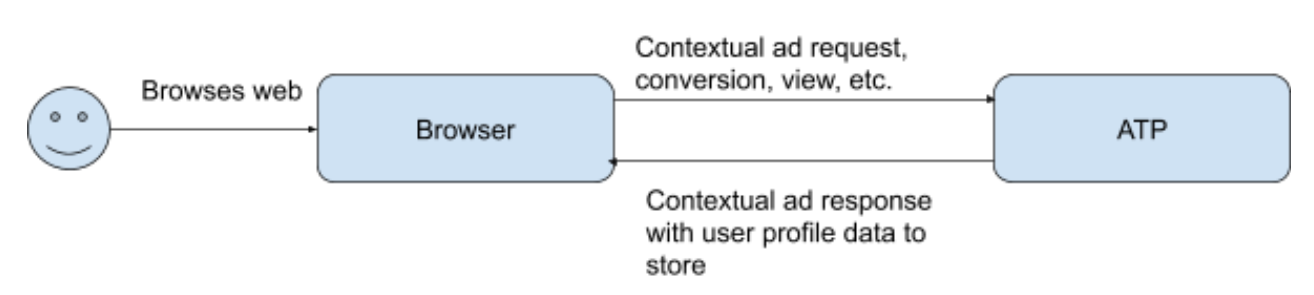 Contextual ad request,
conversion, view, etc.
Browses web
Browser
ATP
Contextual ad response
with user profile data to
store